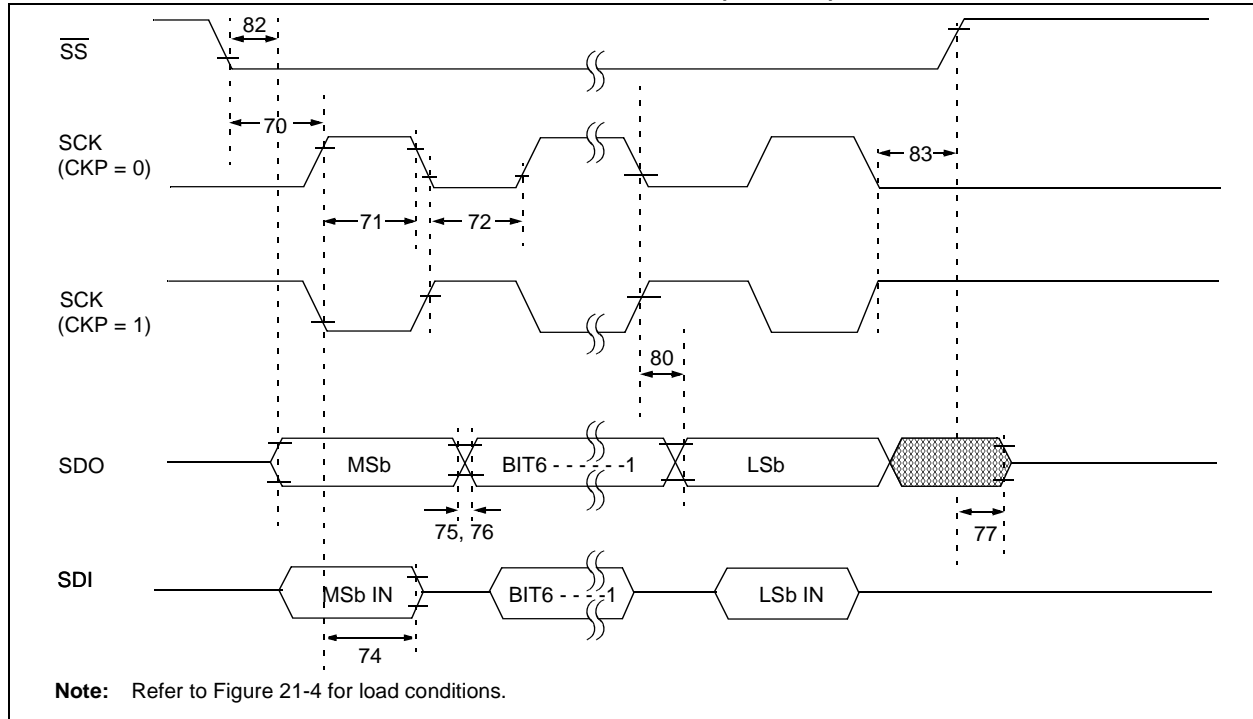 82
SS
70
SCK
(CKP = 0)
83
71
72
SCK
(CKP = 1)
80
SDO
MSb
BIT6 - - - - - -1
LSb
75, 76
77
SDI
MSb IN
BIT6 - - - -1
LSb IN
74
Note: Refer to Figure 21-4 for load conditions.